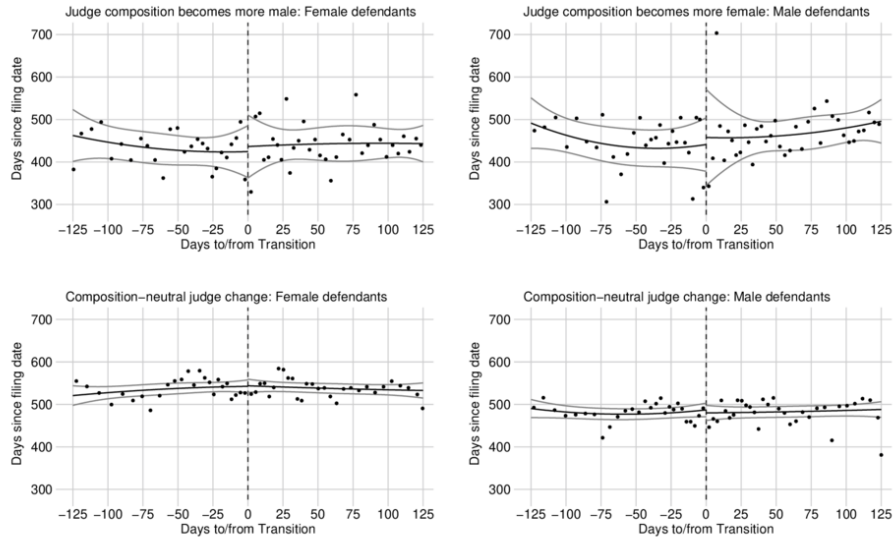 Judge composition becomes more male: Female defendants
700
600
500
400
300
Days since filing date
−125 −100 −75 −50 −25 0 25 50 75 100 125
Days to/from Transition
Judge composition becomes more female: Male defendants
700
600
500
400
300
Days since filing date
−125 −100 −75 −50 −25 0 25 50 75 100 125
Days to/from Transition
Composition−neutral judge change: Female defendants
700
600
500
400
300
Days since filing date
−125 −100 −75 −50 −25 0 25 50 75 100 125
Days to/from Transition
Composition−neutral judge change: Male defendants
700
600
500
400
300
Days since filing date
−125 −100 −75 −50 −25 0 25 50 75 100 125
Days to/from Transition